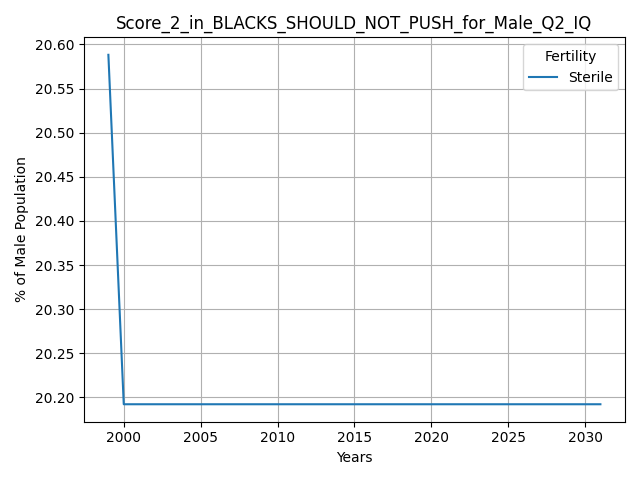 Score_2_in_BLACKS_SHOULD_NOT_PUSH_for_Male_Q2_IQ
20.60
20.55
20.50
20.45
20.40
20.35
20.30
20.25
20.20
% of Male Population
Fertility
Sterile
2000 2005 2010 2015 2020 2025 2030
Years